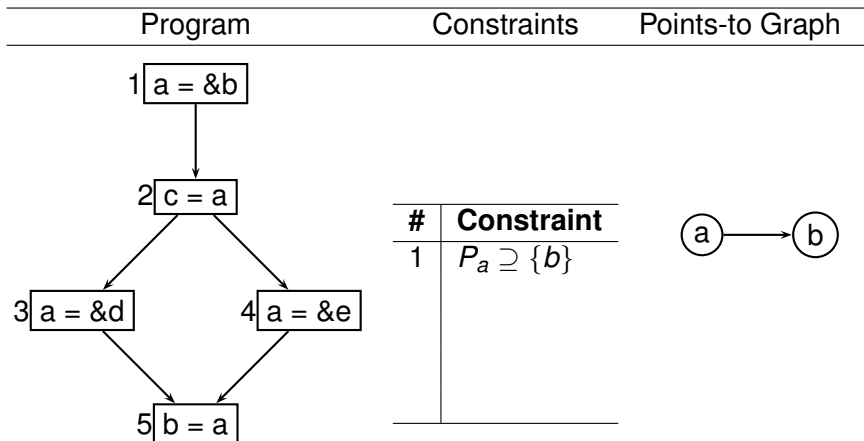 Program Constraints Points-to Graph
1 a = &b
2 c = a
# Constraint
a b
1 P_a ⊇ {b}
3 a = &d 4 a = &e
5 b = a